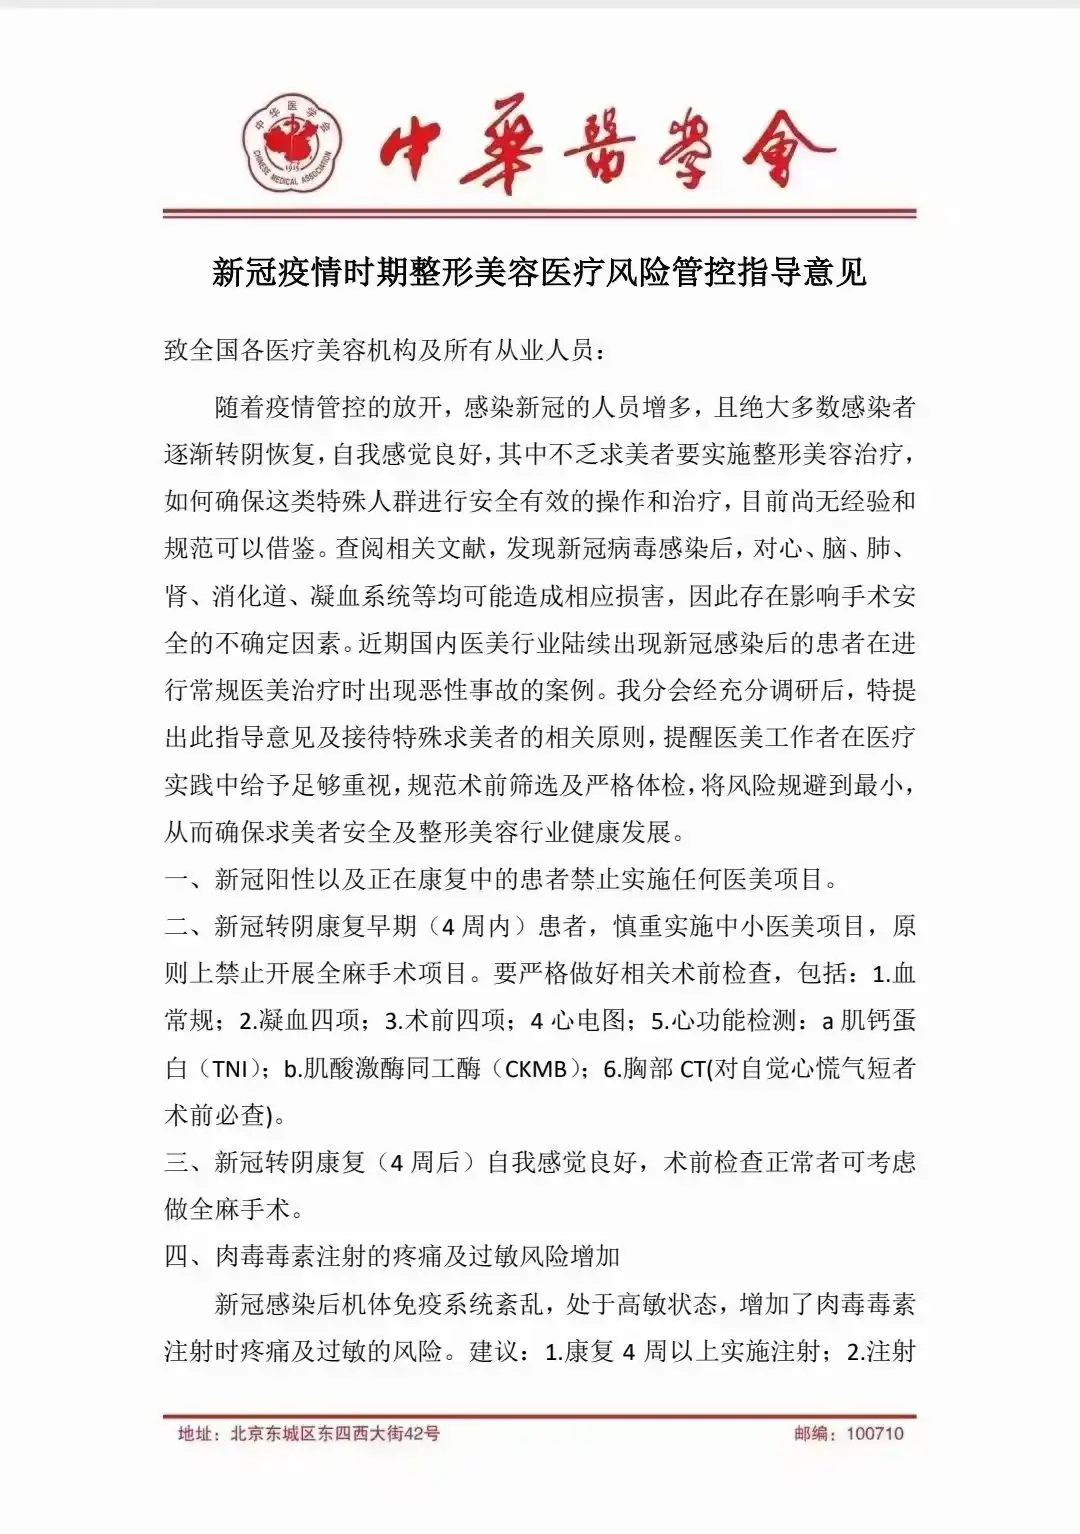 中华医学会
CHINESE MEDICAL ASSOCIATION
1915
中華醫學會
新冠疫情时期整形美容医疗风险管控指导意见
致全国各医疗美容机构及所有从业人员：
随着疫情管控的放开，感染新冠的人员增多，且绝大多数感染者
逐渐转阴恢复，自我感觉良好，其中不乏求美者要实施整形美容治疗，
如何确保这类特殊人群进行安全有效的操作和治疗，目前尚无经验和
规范可以借鉴。查阅相关文献，发现新冠病毒感染后，对心、脑、肺、
肾、消化道、凝血系统等均可能造成相应损害，因此存在影响手术安
全的不确定因素。近期国内医美行业陆续出现新冠感染后的患者在进
行常规医美治疗时出现恶性事故的案例。我分会经充分调研后，特提
出此指导意见及接待特殊求美者的相关原则，提醒医美工作者在医疗
实践中给予足够重视，规范术前筛选及严格体检，将风险规避到最小，
从而确保求美者安全及整形美容行业健康发展。
一、新冠阳性以及正在康复中的患者禁止实施任何医美项目。
二、新冠转阴康复早期（4 周内）患者，慎重实施中小医美项目，原
则上禁止开展全麻手术项目。要严格做好相关术前检查，包括：1.血
常规；2.凝血四项；3.术前四项；4 心电图；5.心功能检测：a 肌钙蛋
白（TNI）；b.肌酸激酶同工酶（CKMB）；6.胸部 CT(对自觉心慌气短者
术前必查)。
三、新冠转阴康复（4 周后）自我感觉良好，术前检查正常者可考虑
做全麻手术。
四、肉毒毒素注射的疼痛及过敏风险增加
新冠感染后机体免疫系统紊乱，处于高敏状态，增加了肉毒毒素
注射时疼痛及过敏的风险。建议：1.康复 4 周以上实施注射；2.注射
地址：北京东城区东四西大街42号
邮编：100710